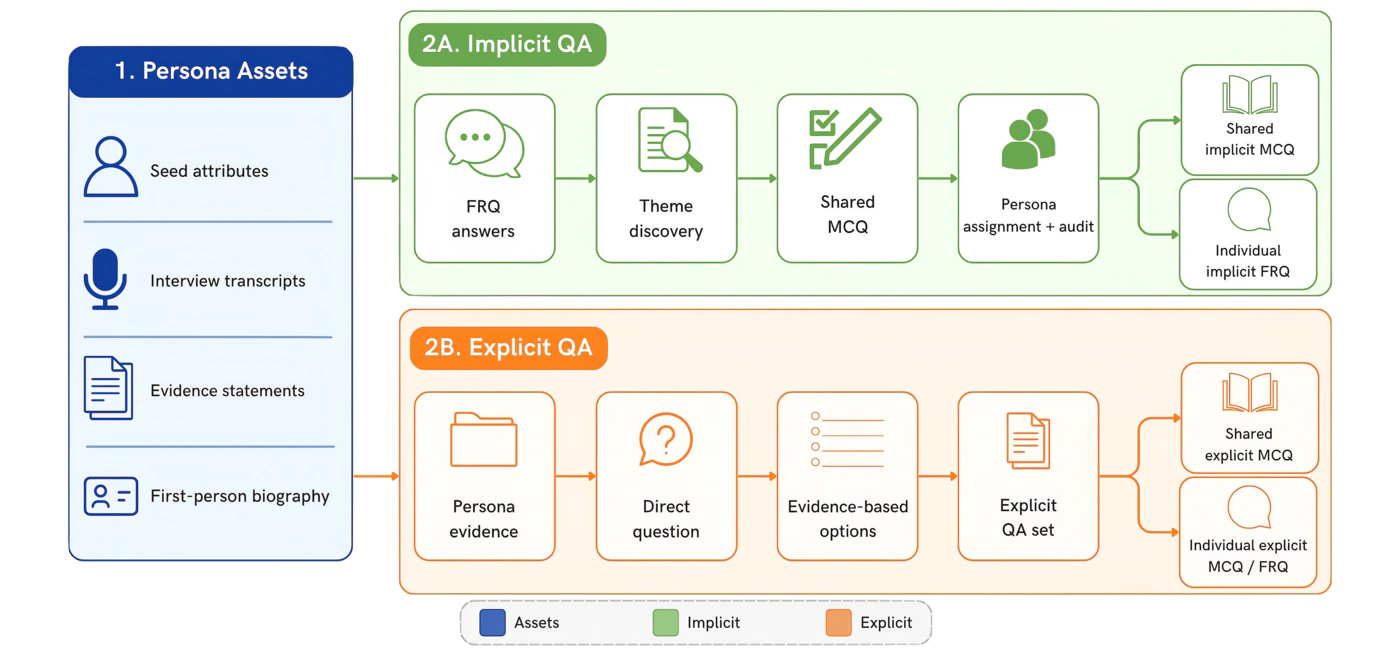 1. Persona Assets
Seed attributes
Interview transcripts
Evidence statements
First-person biography
2A. Implicit QA
FRQ
answers
Theme
discovery
Shared
MCQ
Persona
assignment + audit
Shared
implicit MCQ
Individual
implicit FRQ
2B. Explicit QA
Persona
evidence
?
Direct
question
Evidence-based
options
Explicit
QA set
Shared
explicit MCQ
Individual explicit
MCQ / FRQ
Assets
Implicit
Explicit